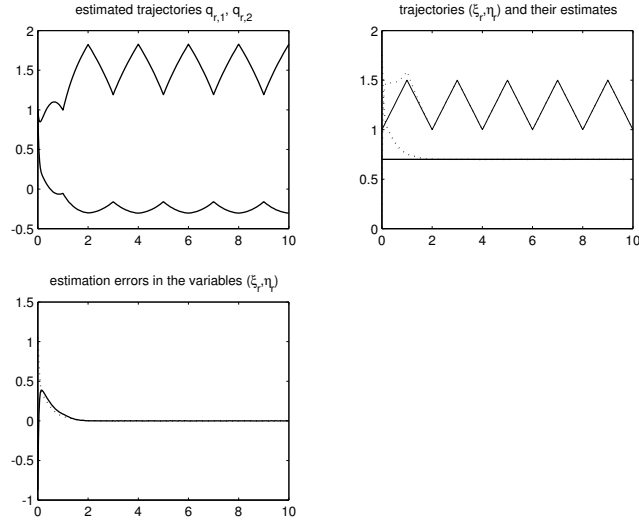 estimated trajectories q_{r,1}, q_{r,2}
2
1.5
1
0.5
0
-0.5
0 2 4 6 8 10
trajectories (ξ_r,η_r) and their estimates
2
1.5
1
0.5
0
0 2 4 6 8 10
estimation errors in the variables (ξ_r,η_r)
1.5
1
0.5
0
-0.5
-1
0 2 4 6 8 10